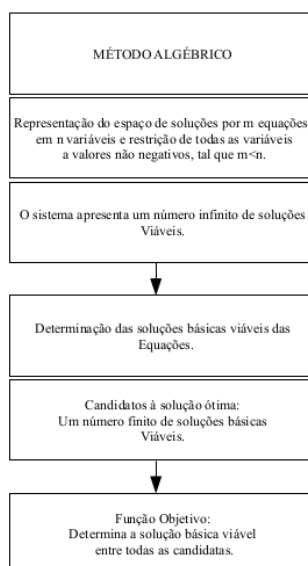 MÉTODO ALGÉBRICO
Representação do espaço de soluções por m equações
em n variáveis e restrição de todas as variáveis
a valores não negativos, tal que m<n.
O sistema apresenta um número infinito de soluções
Viáveis.
Determinação das soluções básicas viáveis das
Equações.
Candidatos à solução ótima:
Um número finito de soluções básicas
Viáveis.
Função Objetivo:
Determina a solução básica viável
entre todas as candidatas.